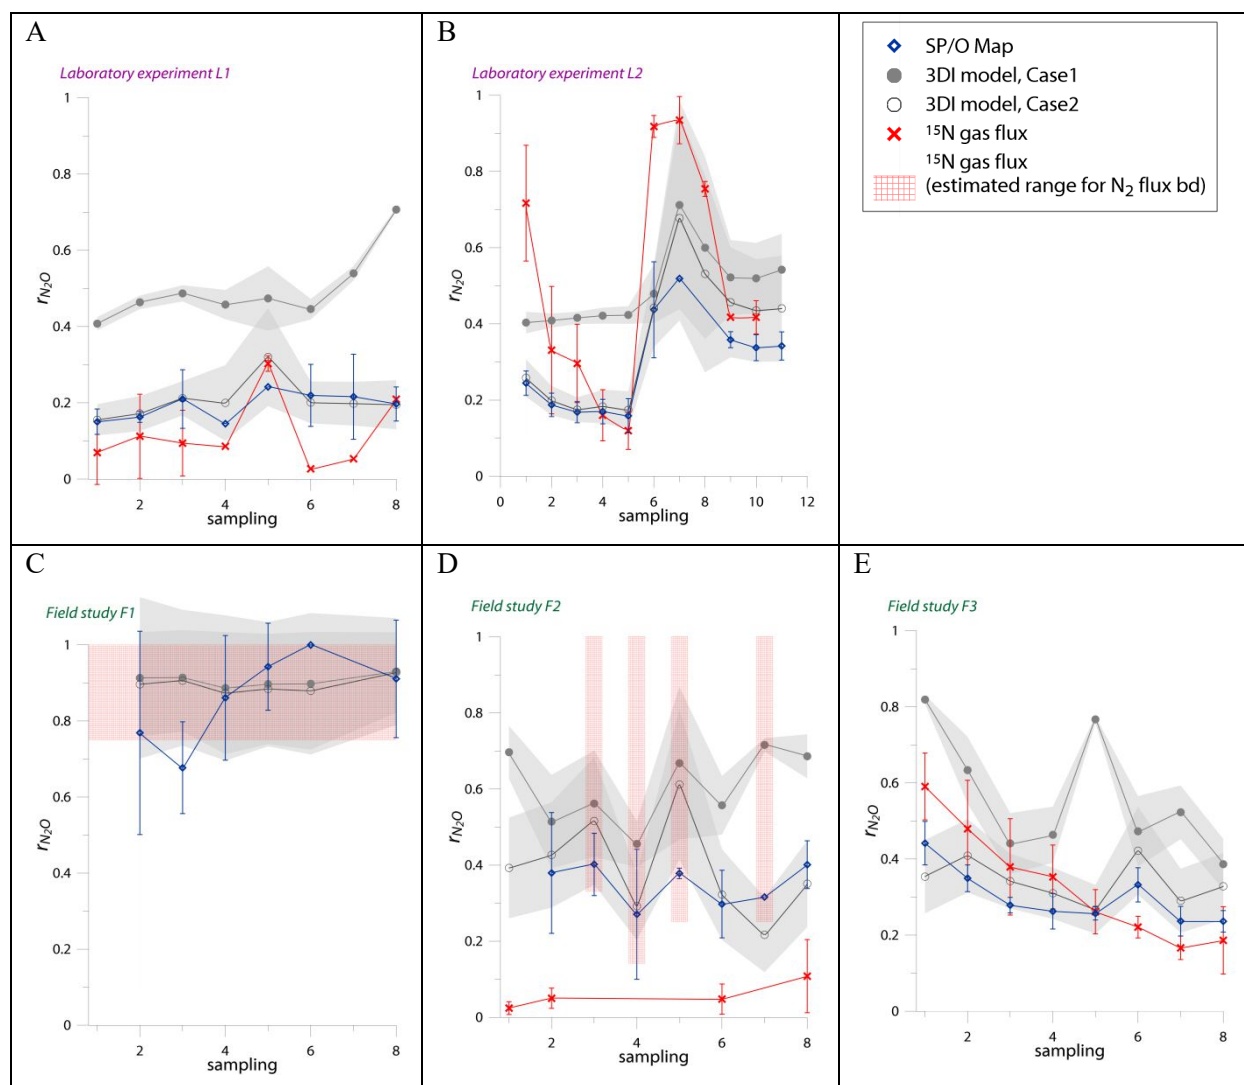 A
Laboratory experiment L1
1
0.8
0.6
0.4
0.2
0
rN₂O
2
4
6
8
sampling
B
Laboratory experiment L2
1
0.8
0.6
0.4
0.2
0
rN₂O
0
2
4
6
8
10
12
sampling
SP/O Map
3DI model, Case1
3DI model, Case2
¹⁵N gas flux
¹⁵N gas flux
(estimated range for N₂ flux bd)
C
Field study F1
1
0.8
0.6
0.4
0.2
0
rN₂O
2
4
6
8
sampling
D
Field study F2
1
0.8
0.6
0.4
0.2
0
rN₂O
2
4
6
8
sampling
E
Field study F3
1
0.8
0.6
0.4
0.2
0
rN₂O
2
4
6
8
sampling